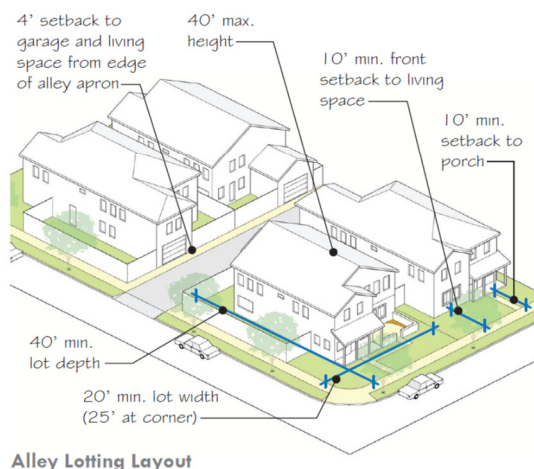 4' setback to
garage and living
space from edge
of alley apron
40' max.
height
10' min. front
setback to living
space
10' min.
setback to
porch
40' min.
lot depth
20' min. lot width
(25' at corner)
Alley Lotting Layout